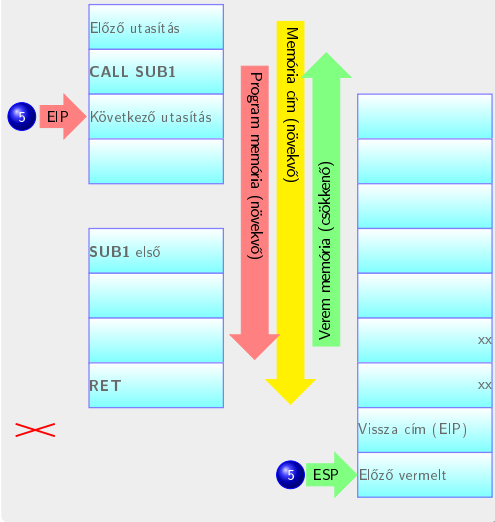 Előző utasítás
CALL SUB1
5 EIP Következő utasítás
SUB1 első
RET
Program memória (növekvő)
Memória cím (növekvő)
Verem memória (csökkenő)
xx
xx
Vissza cím (EIP)
5 ESP Előző vermelt